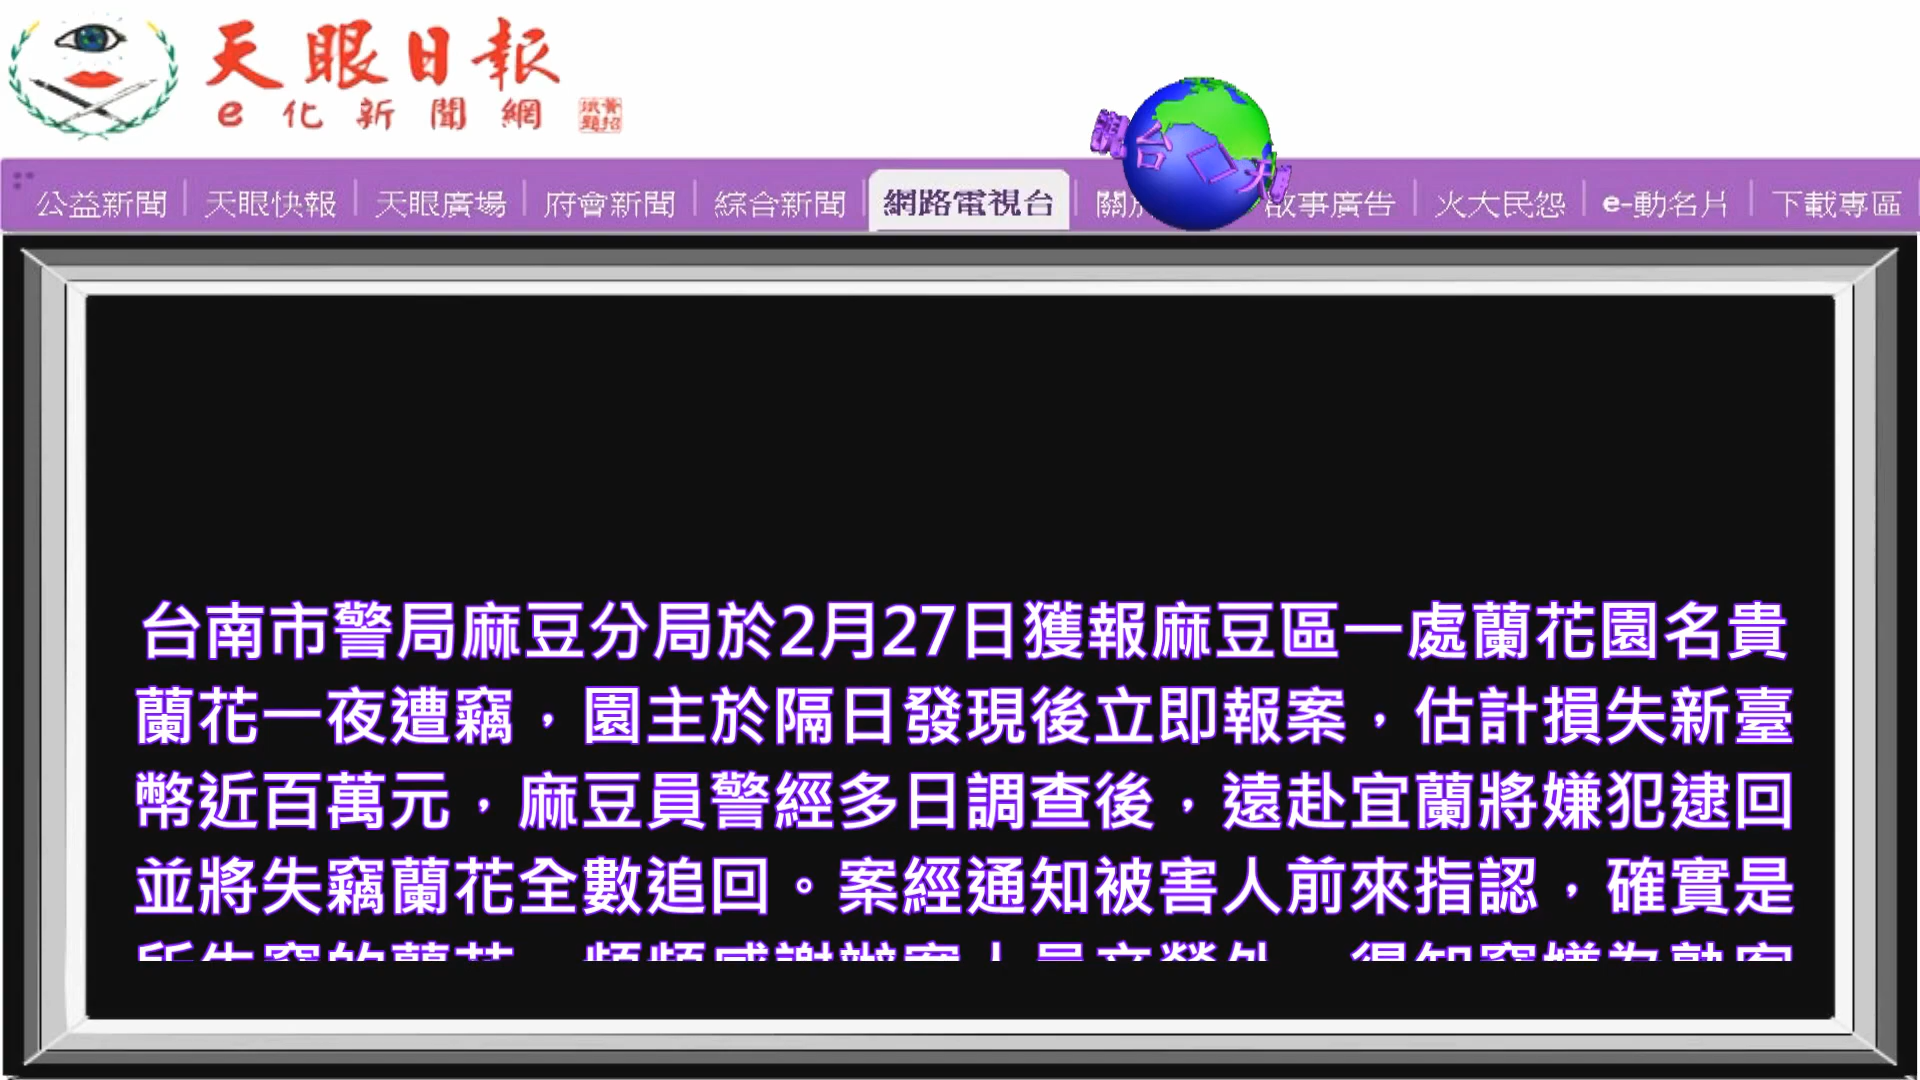 天眼日報
e化新聞網
公益新聞 天眼快報 天眼廣場 府會新聞 綜合新聞 網路電視台 故事廣告 火大民怨 e-動名片 下載專區
台南市警局麻豆分局於2月27日獲報麻豆區一處蘭花園名貴
蘭花一夜遭竊，園主於隔日發現後立即報案，估計損失新臺
幣近百萬元，麻豆員警經多日調查後，遠赴宜蘭將嫌犯逮回
並將失竊蘭花全數追回。案經通知被害人前來指認，確實是